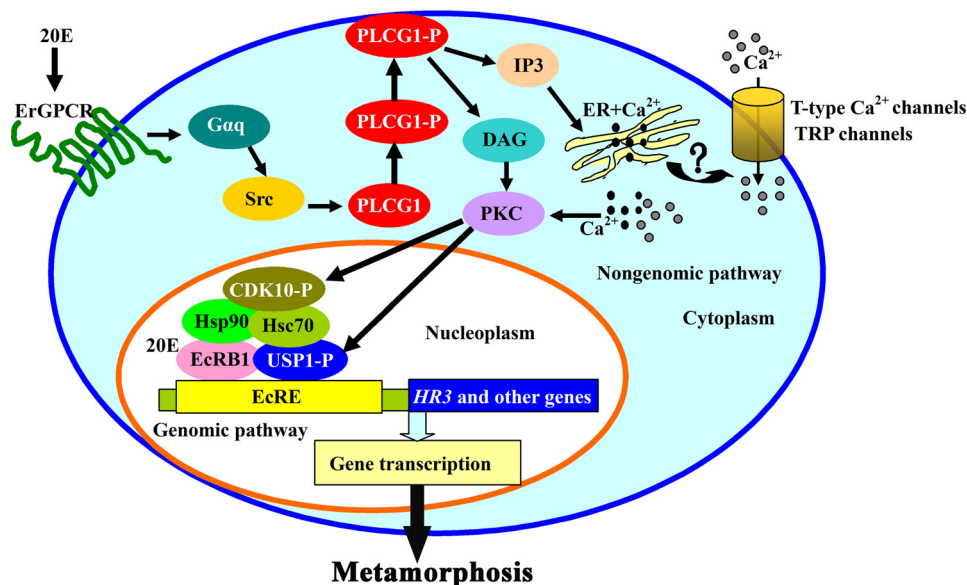 20E
ErGPCR
Gαq
Src
PLCG1
PLCG1-P
PLCG1-P
IP3
DAG
PKC
ER+Ca²⁺
?
Ca²⁺
T-type Ca²⁺ channels
TRP channels
Ca²⁺
Nongenomic pathway
Cytoplasm
CDK10-P
Hsp90
Hsc70
Nucleoplasm
20E
EcRB1
USP1-P
EcRE
HR3 and other genes
Genomic pathway
Gene transcription
Metamorphosis